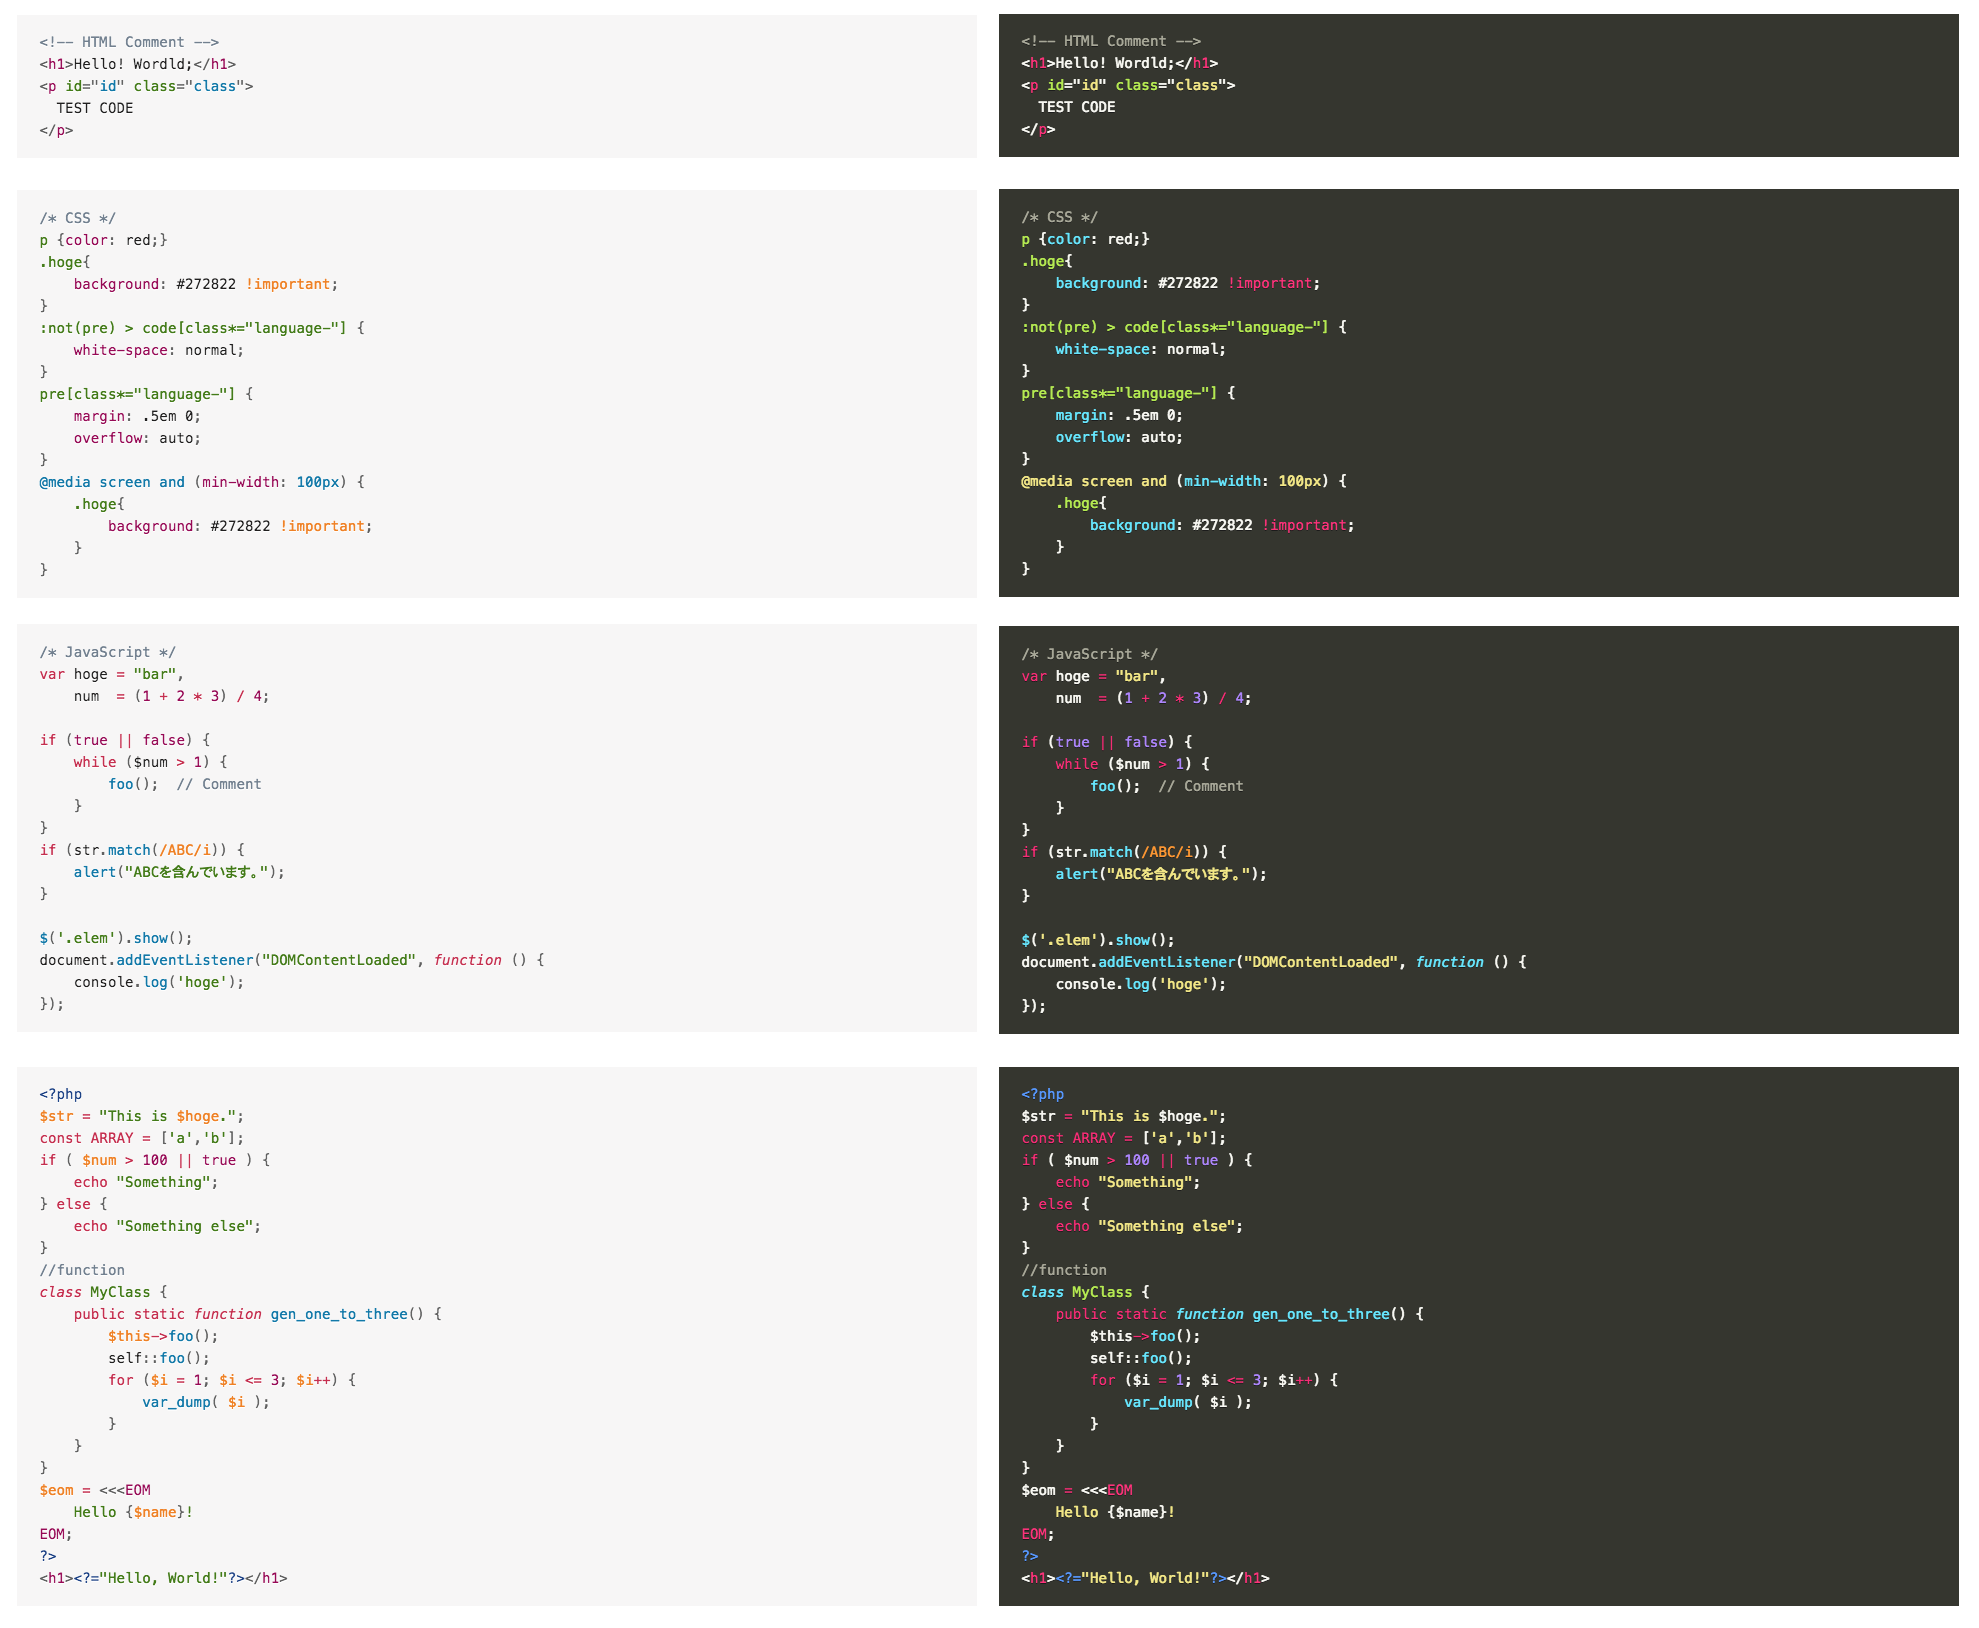 <!-- HTML Comment -->
<h1>Hello! Wordld;</h1>
<p id="id" class="class">
  TEST CODE
</p>
/* CSS */
p {color: red;}
.hoge{
    background: #272822 !important;
}
:not(pre) > code[class*="language-"] {
    white-space: normal;
}
pre[class*="language-"] {
    margin: .5em 0;
    overflow: auto;
}
@media screen and (min-width: 100px) {
    .hoge{
        background: #272822 !important;
    }
}
/* JavaScript */
var hoge = "bar",
    num  = (1 + 2 * 3) / 4;

if (true || false) {
    while ($num > 1) {
        foo();  // Comment
    }
}
if (str.match(/ABC/i)) {
    alert("ABCを含んでいます。");
}

$('.elem').show();
document.addEventListener("DOMContentLoaded", function () {
    console.log('hoge');
});
<?php
$str = "This is $hoge.";
const ARRAY = ['a','b'];
if ( $num > 100 || true ) {
    echo "Something";
} else {
    echo "Something else";
}
//function
class MyClass {
    public static function gen_one_to_three() {
        $this->foo();
        self::foo();
        for ($i = 1; $i <= 3; $i++) {
            var_dump( $i );
        }
    }
}
$eom = <<<EOM
    Hello {$name}!
EOM;
?>
<h1><?="Hello, World!"?></h1>
<!-- HTML Comment -->
<h1>Hello! Wordld;</h1>
<p id="id" class="class">
  TEST CODE
</p>
/* CSS */
p {color: red;}
.hoge{
    background: #272822 !important;
}
:not(pre) > code[class*="language-"] {
    white-space: normal;
}
pre[class*="language-"] {
    margin: .5em 0;
    overflow: auto;
}
@media screen and (min-width: 100px) {
    .hoge{
        background: #272822 !important;
    }
}
/* JavaScript */
var hoge = "bar",
    num  = (1 + 2 * 3) / 4;

if (true || false) {
    while ($num > 1) {
        foo();  // Comment
    }
}
if (str.match(/ABC/i)) {
    alert("ABCを含んでいます。");
}

$('.elem').show();
document.addEventListener("DOMContentLoaded", function () {
    console.log('hoge');
});
<?php
$str = "This is $hoge.";
const ARRAY = ['a','b'];
if ( $num > 100 || true ) {
    echo "Something";
} else {
    echo "Something else";
}
//function
class MyClass {
    public static function gen_one_to_three() {
        $this->foo();
        self::foo();
        for ($i = 1; $i <= 3; $i++) {
            var_dump( $i );
        }
    }
}
$eom = <<<EOM
    Hello {$name}!
EOM;
?>
<h1><?="Hello, World!"?></h1>